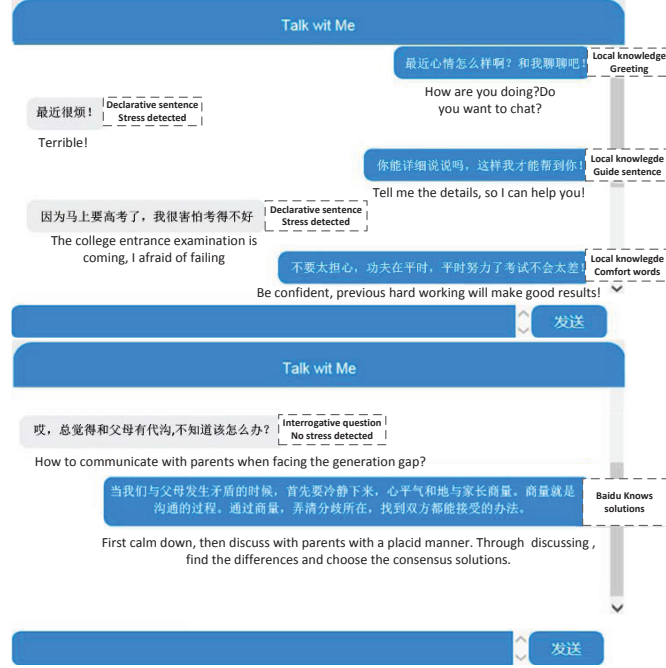 Talk wit Me
最近心情怎么样啊？和我聊聊吧！
Local knowledge
Greeting
How are you doing?Do
you want to chat?
最近很烦！
Declarative sentence
Stress detected
Terrible!
你能详细说说吗，这样我才能帮到你！
Local knowlegde
Guide sentence
Tell me the details, so I can help you!
因为马上要高考了，我很害怕考得不好
Declarative sentence
Stress detected
The college entrance examination is
coming, I afraid of failing
不要太担心，功夫在平时，平时努力了考试不会太差！
Local knowlegde
Comfort words
Be confident, previous hard working will make good results!
发送
Talk wit Me
哎，总觉得和父母有代沟,不知道该怎么办？
Interrogative question
No stress detected
How to communicate with parents when facing the generation gap?
当我们与父母发生矛盾的时候，首先要冷静下来，心平气和地与家长商量。商量就是
沟通的过程。通过商量，弄清分歧所在，找到双方都能接受的办法。
Baidu Knows
solutions
First calm down, then discuss with parents with a placid manner. Through discussing ,
find the differences and choose the consensus solutions.
发送